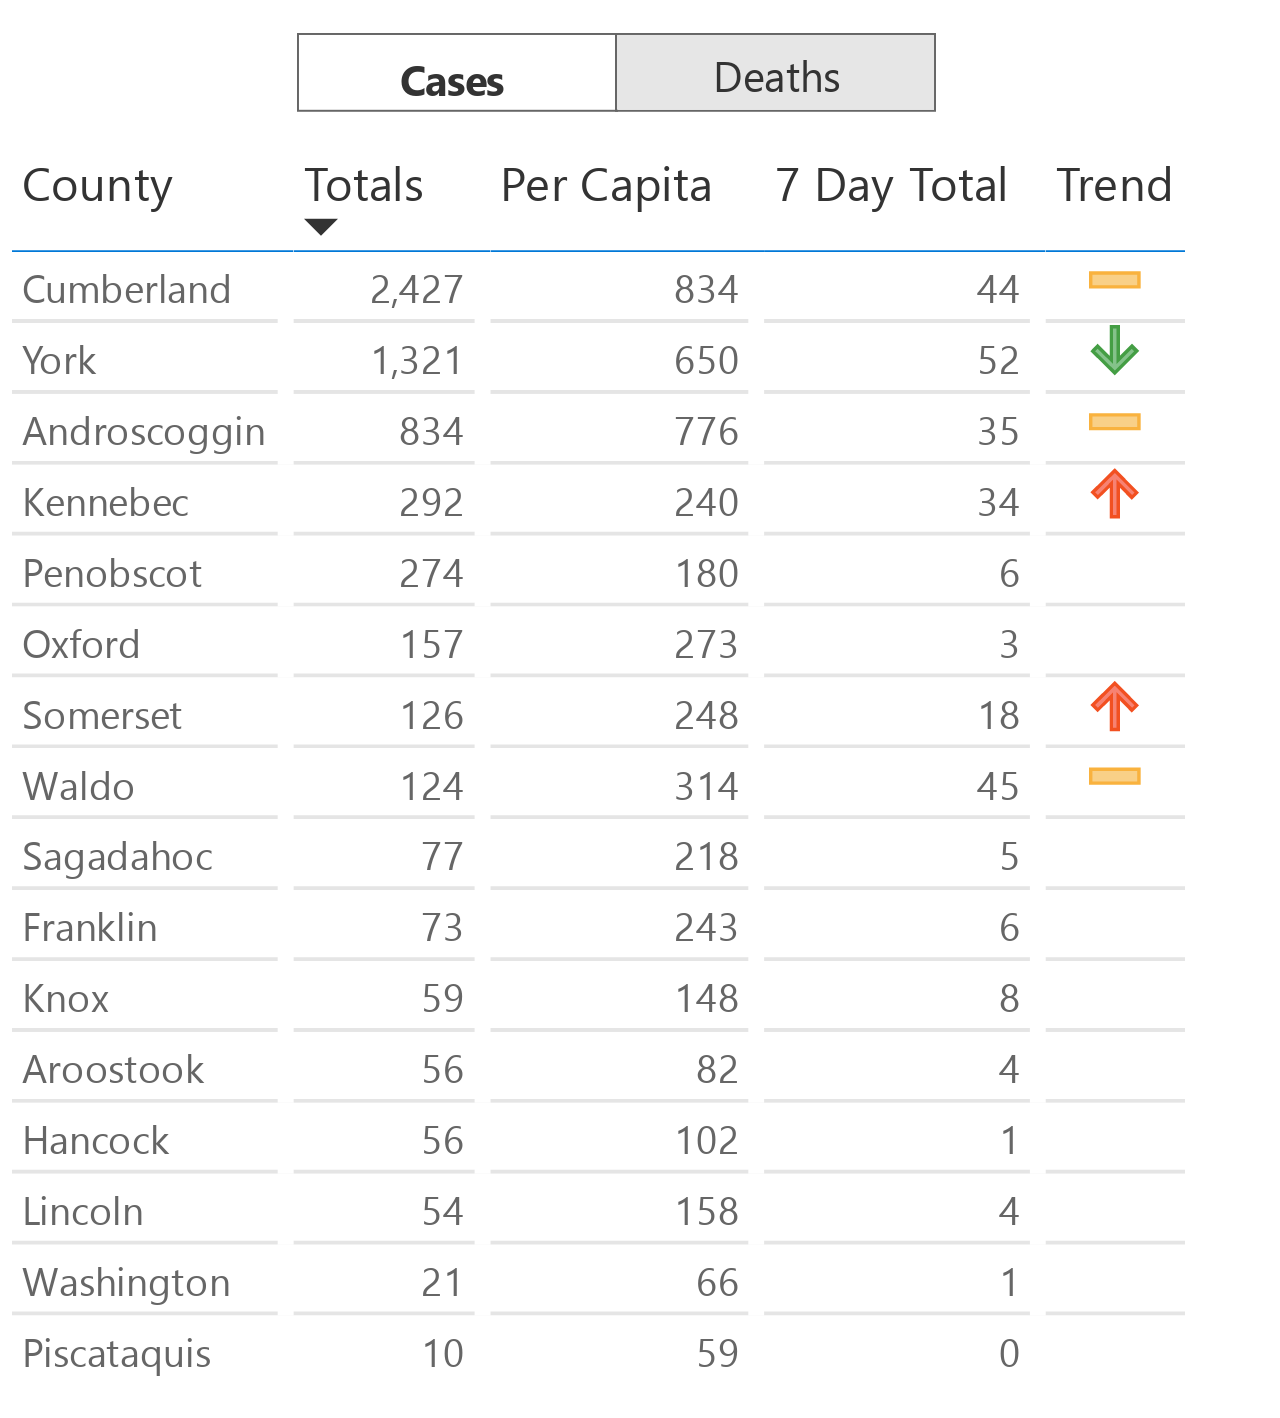 Cases Deaths
County Totals Per Capita 7 Day Total Trend
Cumberland 2,427 834 44
York 1,321 650 52
Androscoggin 834 776 35
Kennebec 292 240 34
Penobscot 274 180 6
Oxford 157 273 3
Somerset 126 248 18
Waldo 124 314 45
Sagadahoc 77 218 5
Franklin 73 243 6
Knox 59 148 8
Aroostook 56 82 4
Hancock 56 102 1
Lincoln 54 158 4
Washington 21 66 1
Piscataquis 10 59 0